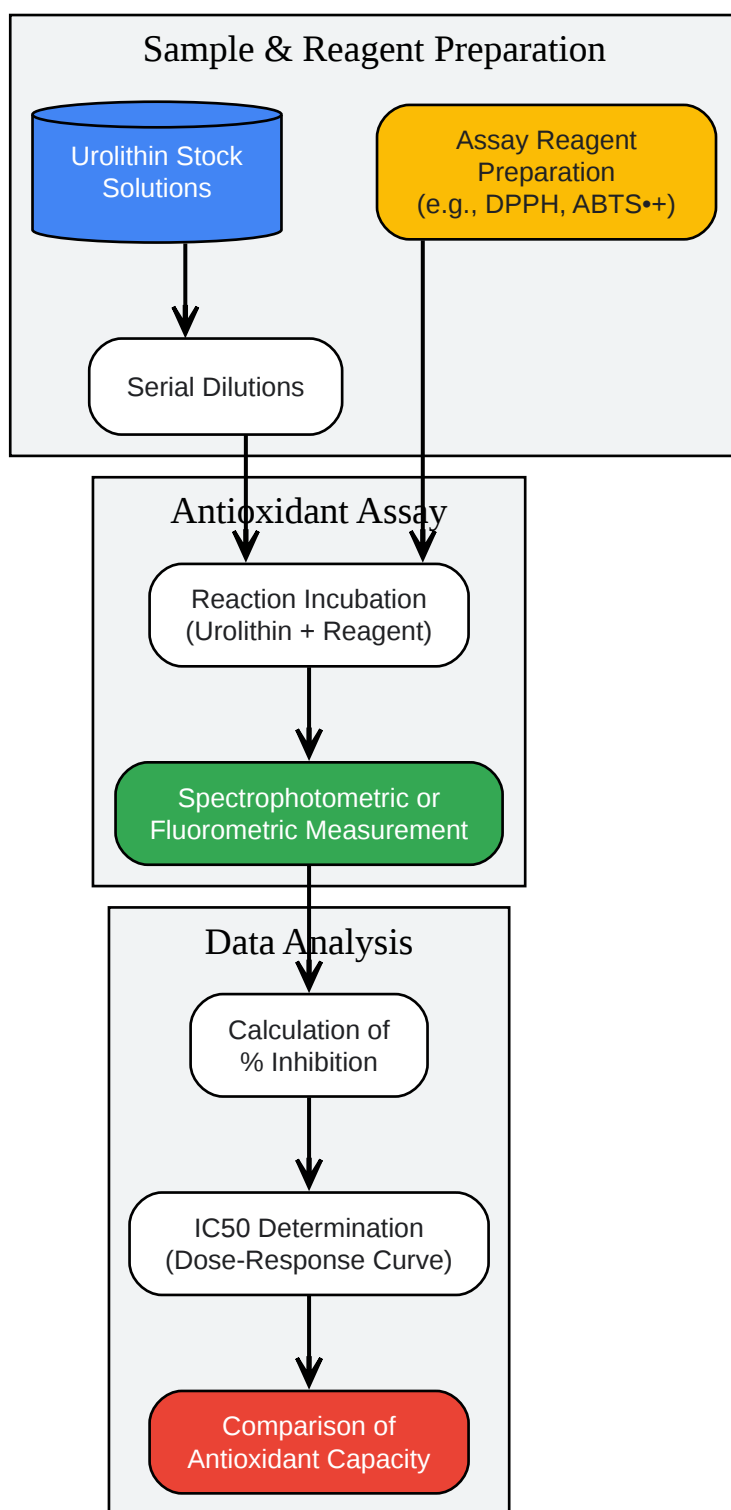 Sample & Reagent Preparation
Urolithin Stock
Solutions
Assay Reagent
Preparation
(e.g., DPPH, ABTS•+)
Serial Dilutions
Antioxidant Assay
Reaction Incubation
(Urolithin + Reagent)
Spectrophotometric or
Fluorometric Measurement
Data Analysis
Calculation of
% Inhibition
IC50 Determination
(Dose-Response Curve)
Comparison of
Antioxidant Capacity